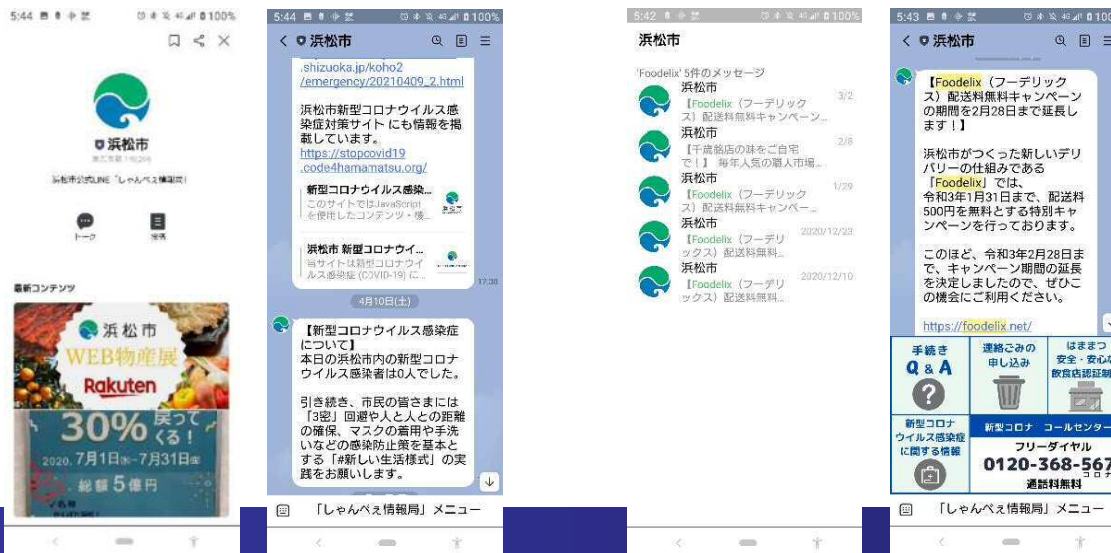 5:44
100%
浜松市
浜松市公式LINE「しゃべぇ情報局」
トーク
最新コンテンツ
浜松市
WEB物産展
Rakuten
30%戻って
くる!
2020.7月1日㊌-7月31日㊎
総額5億円
5:44
100%
浜松市
.shizuoka.jp/koho2
/emergency/20210409_2.html
浜松市新型コロナウイルス感
染症対策サイト にも情報を掲
載しています。
https://stopcovid19
.code4hamamatsu.org/
新型コロナウイルス感染...
このサイトではJavaScript
を使用したコンテンツ・機...
浜松市 新型コロナウイ...
当サイトは新型コロナウイ
ルス感染症 (COVID-19) に...
17:38
4月10日(土)
【新型コロナウイルス感染症
について】
本日の浜松市内の新型コロナ
ウイルス感染者は0人でした。
引き続き、市民の皆さまには
「3密」回避や人と人との距離
の確保、マスクの着用や手洗
いなどの感染防止策を基本と
する「#新しい生活様式」の実
践をお願いします。
「しゃんべぇ情報局」メニュー
5:42
100%
浜松市
'Foodelix' 5件のメッセージ
浜松市
3/2
【Foodelix(フーデリック
ス)配送料無料キャンペーン...
浜松市
2/8
【千歳銘店の味をご自宅
で!】 毎年人気の職人市場...
浜松市
1/29
【Foodelix(フーデリック
ス)配送料無料キャンペー...
浜松市
2020/12/23
【Foodelix(フーデリ
ックス)配送料無料...
浜松市
2020/12/10
【Foodelix(フーデリ
ックス)配送料無料...
5:43
浜松市
【Foodelix(フーデリック
ス)配送料無料キャンペーン
の期間を2月28日まで延長し
ます!】
浜松市がつくった新しいデリ
バリーの仕組みである
「Foodelix」では、
令和3年1月31日まで、配送料
500円を無料とする特別キャ
ンペーンを行っております。
このほど、令和3年2月28日ま
で、キャンペーン期間の延長
を決定しましたので、ぜひこ
の機会にご利用ください。
https://foodelix.net/
手続き
Q & A
連絡ごみの
申し込み
はままつ
安全・安心な
飲食店認証制
新型コロナ
ウイルス感染症
に関する情報
新型コロナ コールセンター
フリーダイヤル
0120-368-567
コロナ
通話料無料
「しゃんべぇ情報局」メニュー